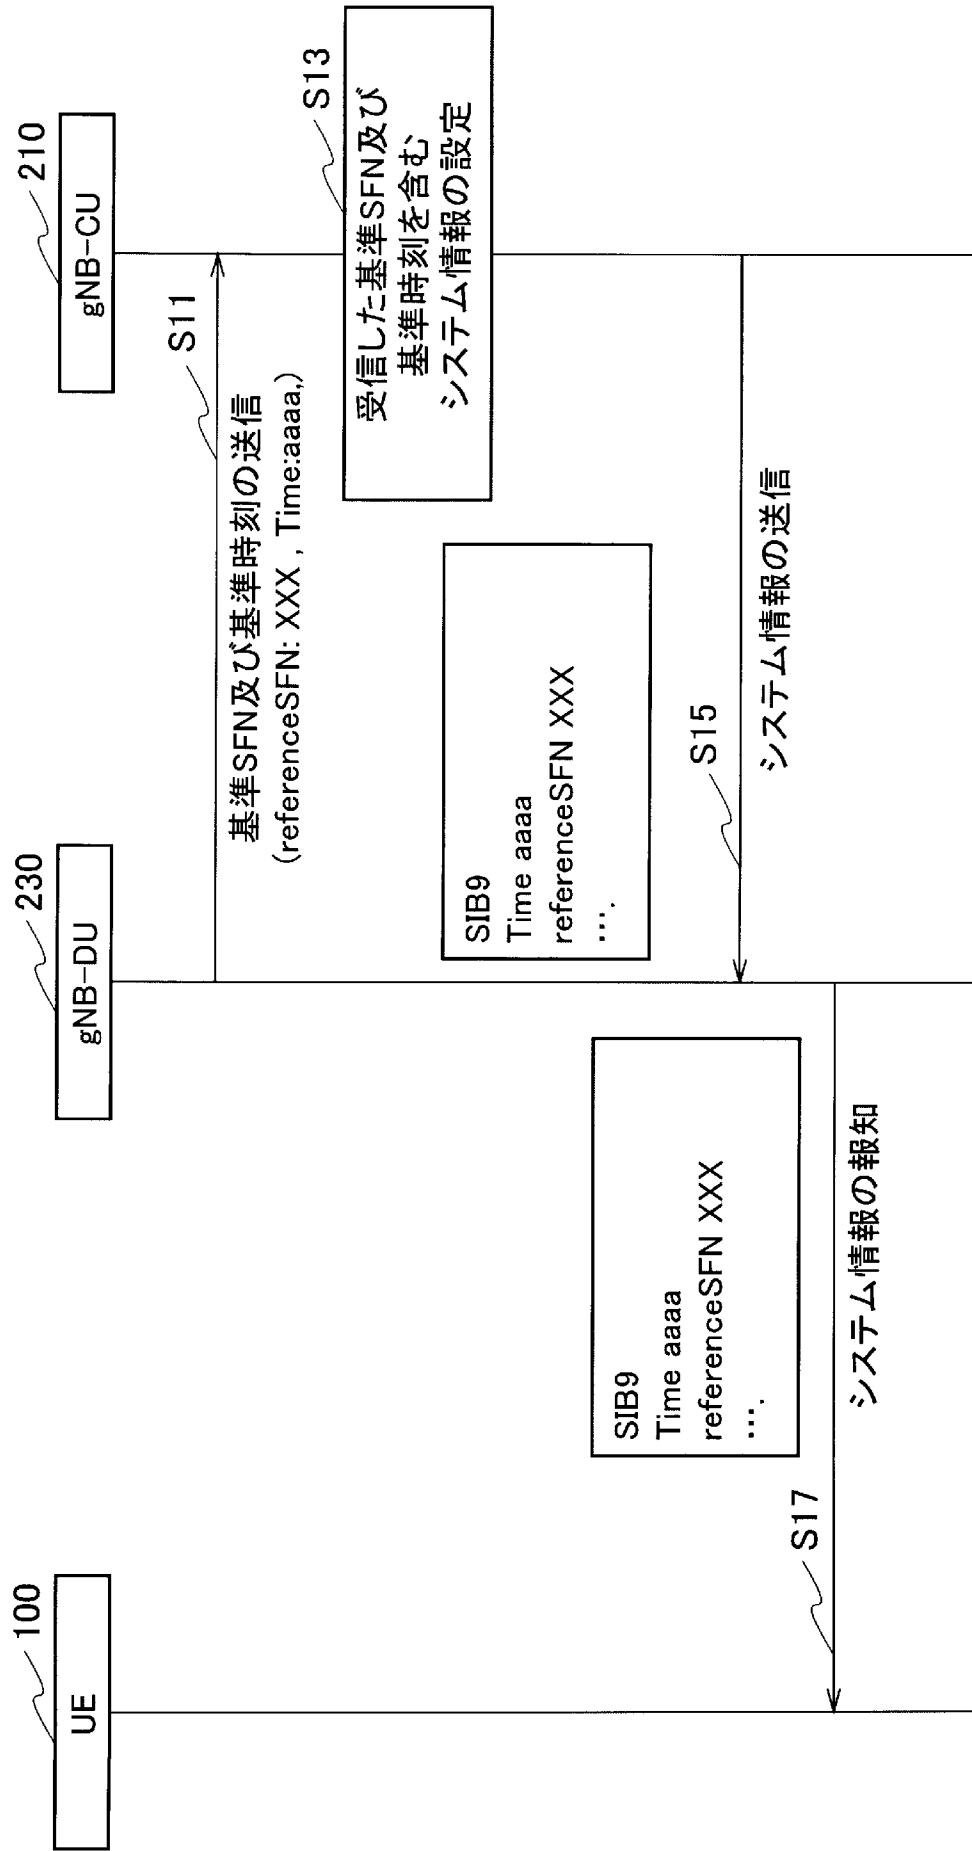 100
UE
230
gNB-DU
210
gNB-CU
S11
基準SFN及び基準時刻の送信
(referenceSFN: XXX , Time:aaaa,)
S13
受信した基準SFN及び
基準時刻を含む
システム情報の設定
SIB9
Time aaaa
referenceSFN XXX
….
S15
システム情報の送信
SIB9
Time aaaa
referenceSFN XXX
….
S17
システム情報の報知